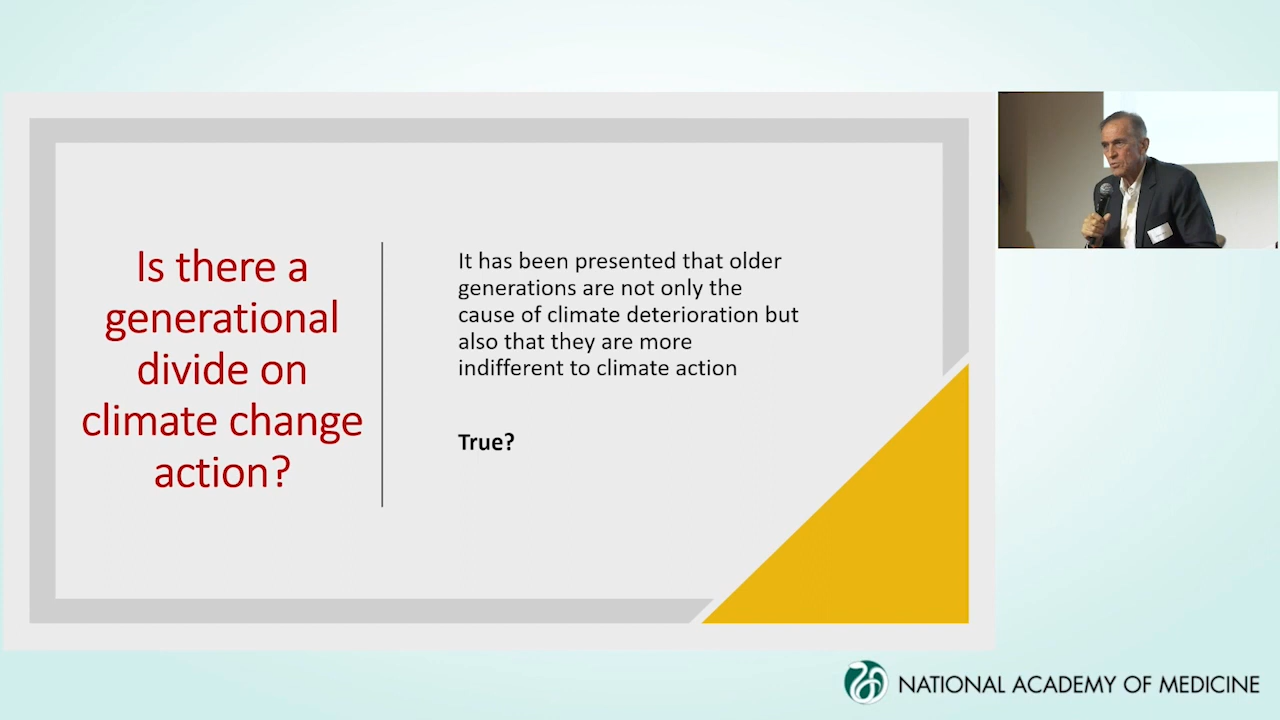 Is there a
generational
divide on
climate change
action?
It has been presented that older
generations are not only the
cause of climate deterioration but
also that they are more
indifferent to climate action
True?
NATIONAL ACADEMY OF MEDICINE